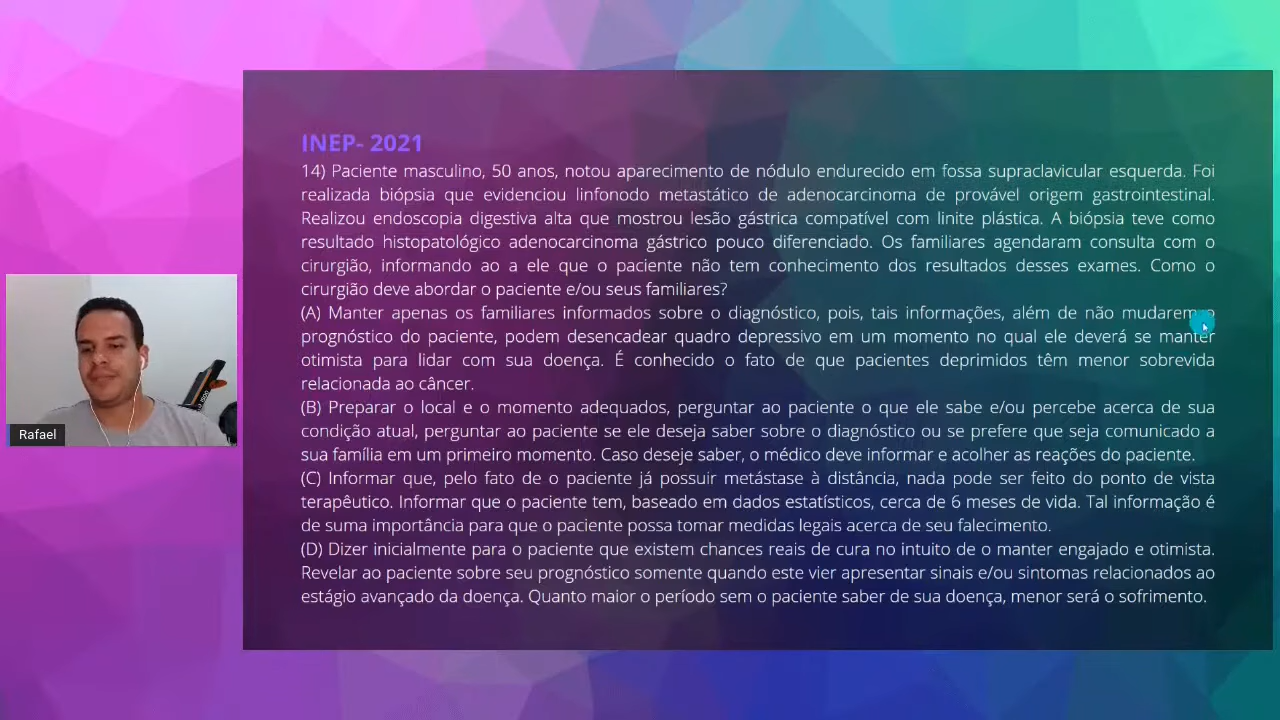 INEP- 2021
14) Paciente masculino, 50 anos, notou aparecimento de nódulo endurecido em fossa supraclavicular esquerda. Foi
realizada biópsia que evidenciou linfonodo metastático de adenocarcinoma de provável origem gastrointestinal.
Realizou endoscopia digestiva alta que mostrou lesão gástrica compatível com linite plástica. A biópsia teve como
resultado histopatológico adenocarcinoma gástrico pouco diferenciado. Os familiares agendaram consulta com o
cirurgião, informando ao a ele que o paciente não tem conhecimento dos resultados desses exames. Como o
cirurgião deve abordar o paciente e/ou seus familiares?
(A) Manter apenas os familiares informados sobre o diagnóstico, pois, tais informações, além de não mudarem o
prognóstico do paciente, podem desencadear quadro depressivo em um momento no qual ele deverá se manter
otimista para lidar com sua doença. É conhecido o fato de que pacientes deprimidos têm menor sobrevida
relacionada ao câncer.
(B) Preparar o local e o momento adequados, perguntar ao paciente o que ele sabe e/ou percebe acerca de sua
condição atual, perguntar ao paciente se ele deseja saber sobre o diagnóstico ou se prefere que seja comunicado a
sua família em um primeiro momento. Caso deseje saber, o médico deve informar e acolher as reações do paciente.
(C) Informar que, pelo fato de o paciente já possuir metástase à distância, nada pode ser feito do ponto de vista
terapêutico. Informar que o paciente tem, baseado em dados estatísticos, cerca de 6 meses de vida. Tal informação é
de suma importância para que o paciente possa tomar medidas legais acerca de seu falecimento.
(D) Dizer inicialmente para o paciente que existem chances reais de cura no intuito de o manter engajado e otimista.
Revelar ao paciente sobre seu prognóstico somente quando este vier apresentar sinais e/ou sintomas relacionados ao
estágio avançado da doença. Quanto maior o período sem o paciente saber de sua doença, menor será o sofrimento.
Rafael